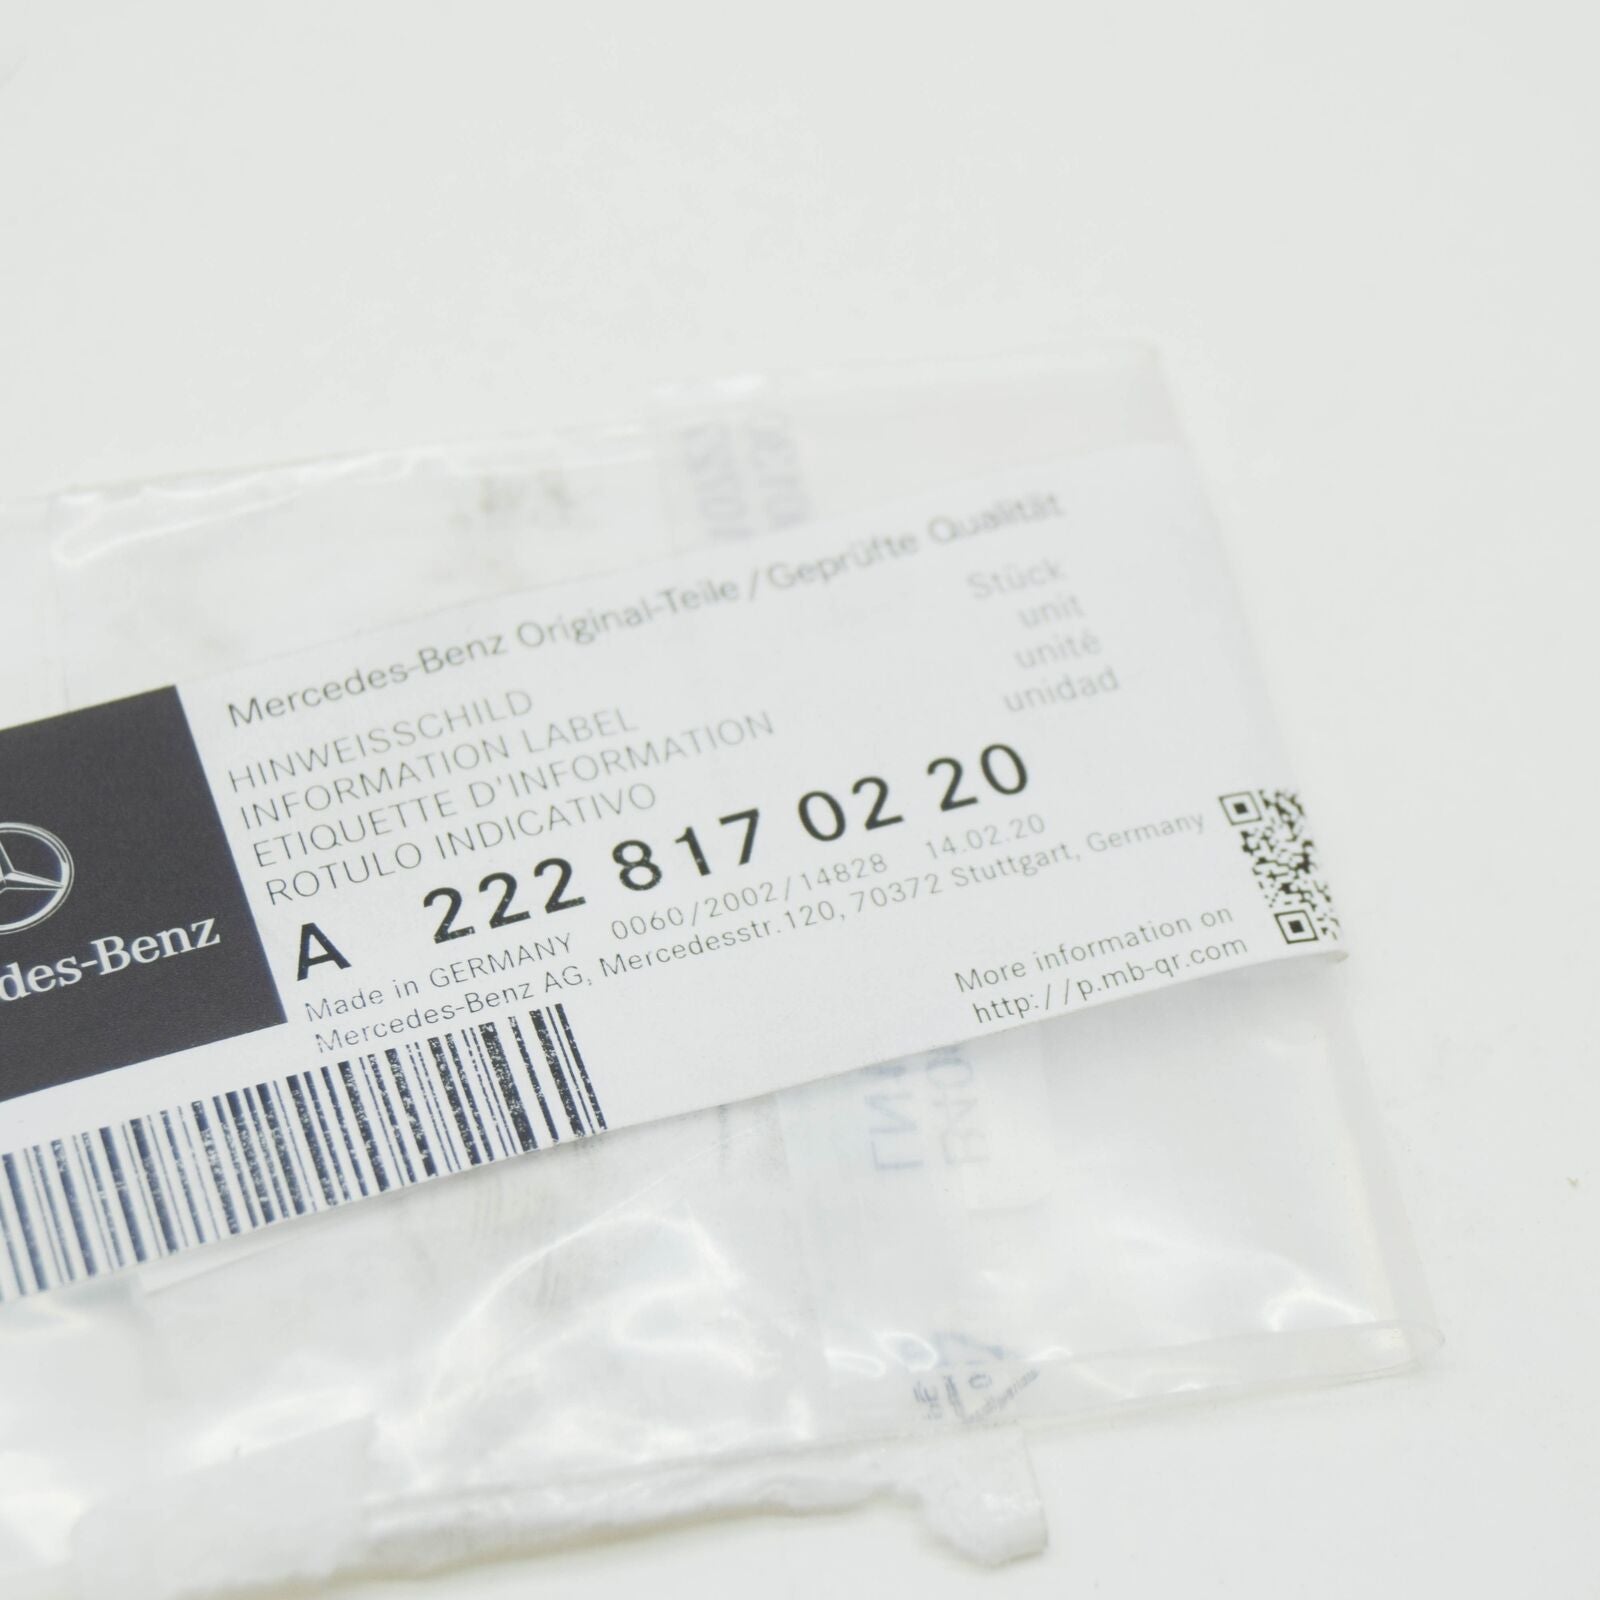 Mercedes-Benz Original-Teile / Geprüfte Qualität
HINWEISSCHILD
INFORMATION LABEL
ETIQUETTE D'INFORMATION
ROTULO INDICATIVO
Stück
unit
unité
unidad
A 222 817 02 20
Made in GERMANY 0060/2002/14828 14.02.20
Mercedes-Benz AG, Mercedesstr.120, 70372 Stuttgart, Germany
More information on
http://p.mb-qr.com
des-Benz